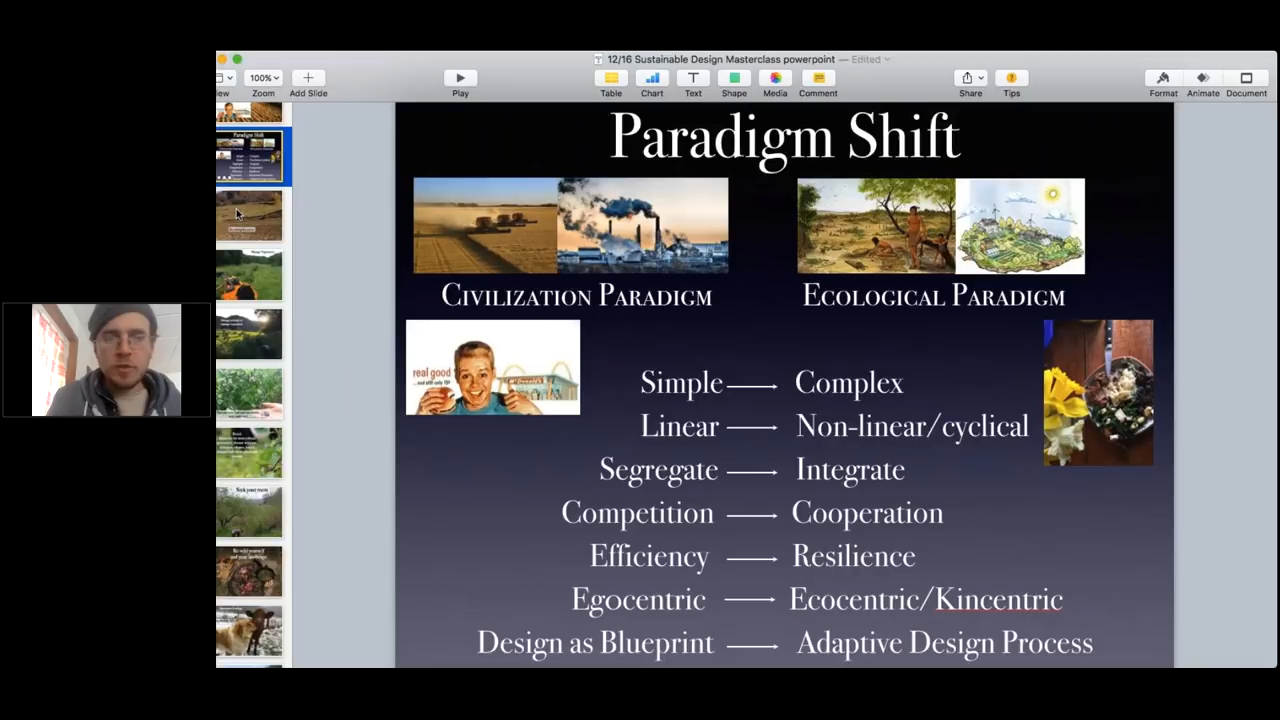 12/16 Sustainable Design Masterclass powerpoint — Edited
100%
Zoom
Add Slide
Play
Table
Chart
Text
Shape
Media
Comment
Share
Tips
Format
Animate
Document
Paradigm Shift
Civilization Paradigm
Ecological Paradigm
real good
Simple → Complex
Linear → Non-linear/cyclical
Segregate → Integrate
Competition → Cooperation
Efficiency → Resilience
Egocentric → Ecocentric/Kincentric
Design as Blueprint → Adaptive Design Process